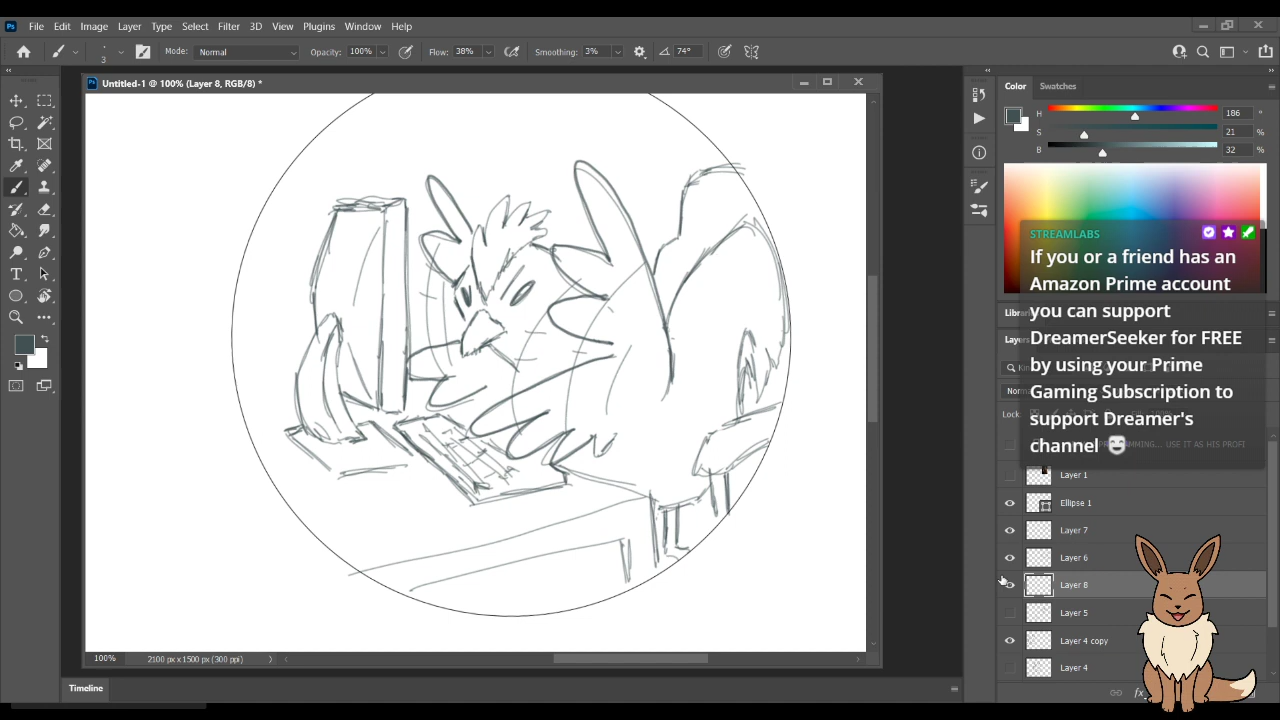 File Edit Image Layer Type Select Filter 3D View Plugins Window Help
3 Mode: Normal Opacity: 100% Flow: 38% Smoothing: 3% 74°
Untitled-1 @ 100% (Layer 8, RGB/8) *
Color Swatches
H 186 °
S 21 %
B 32 %
STREAMLABS
If you or a friend has an
Amazon Prime account
you can support
DreamerSeeker for FREE
by using your Prime
Gaming Subscription to
support Dreamer's
channel
Layer 1
Ellipse 1
Layer 7
Layer 6
Layer 8
Layer 5
Layer 4 copy
Layer 4
100% 2100 px x 1500 px (300 ppi)
Timeline